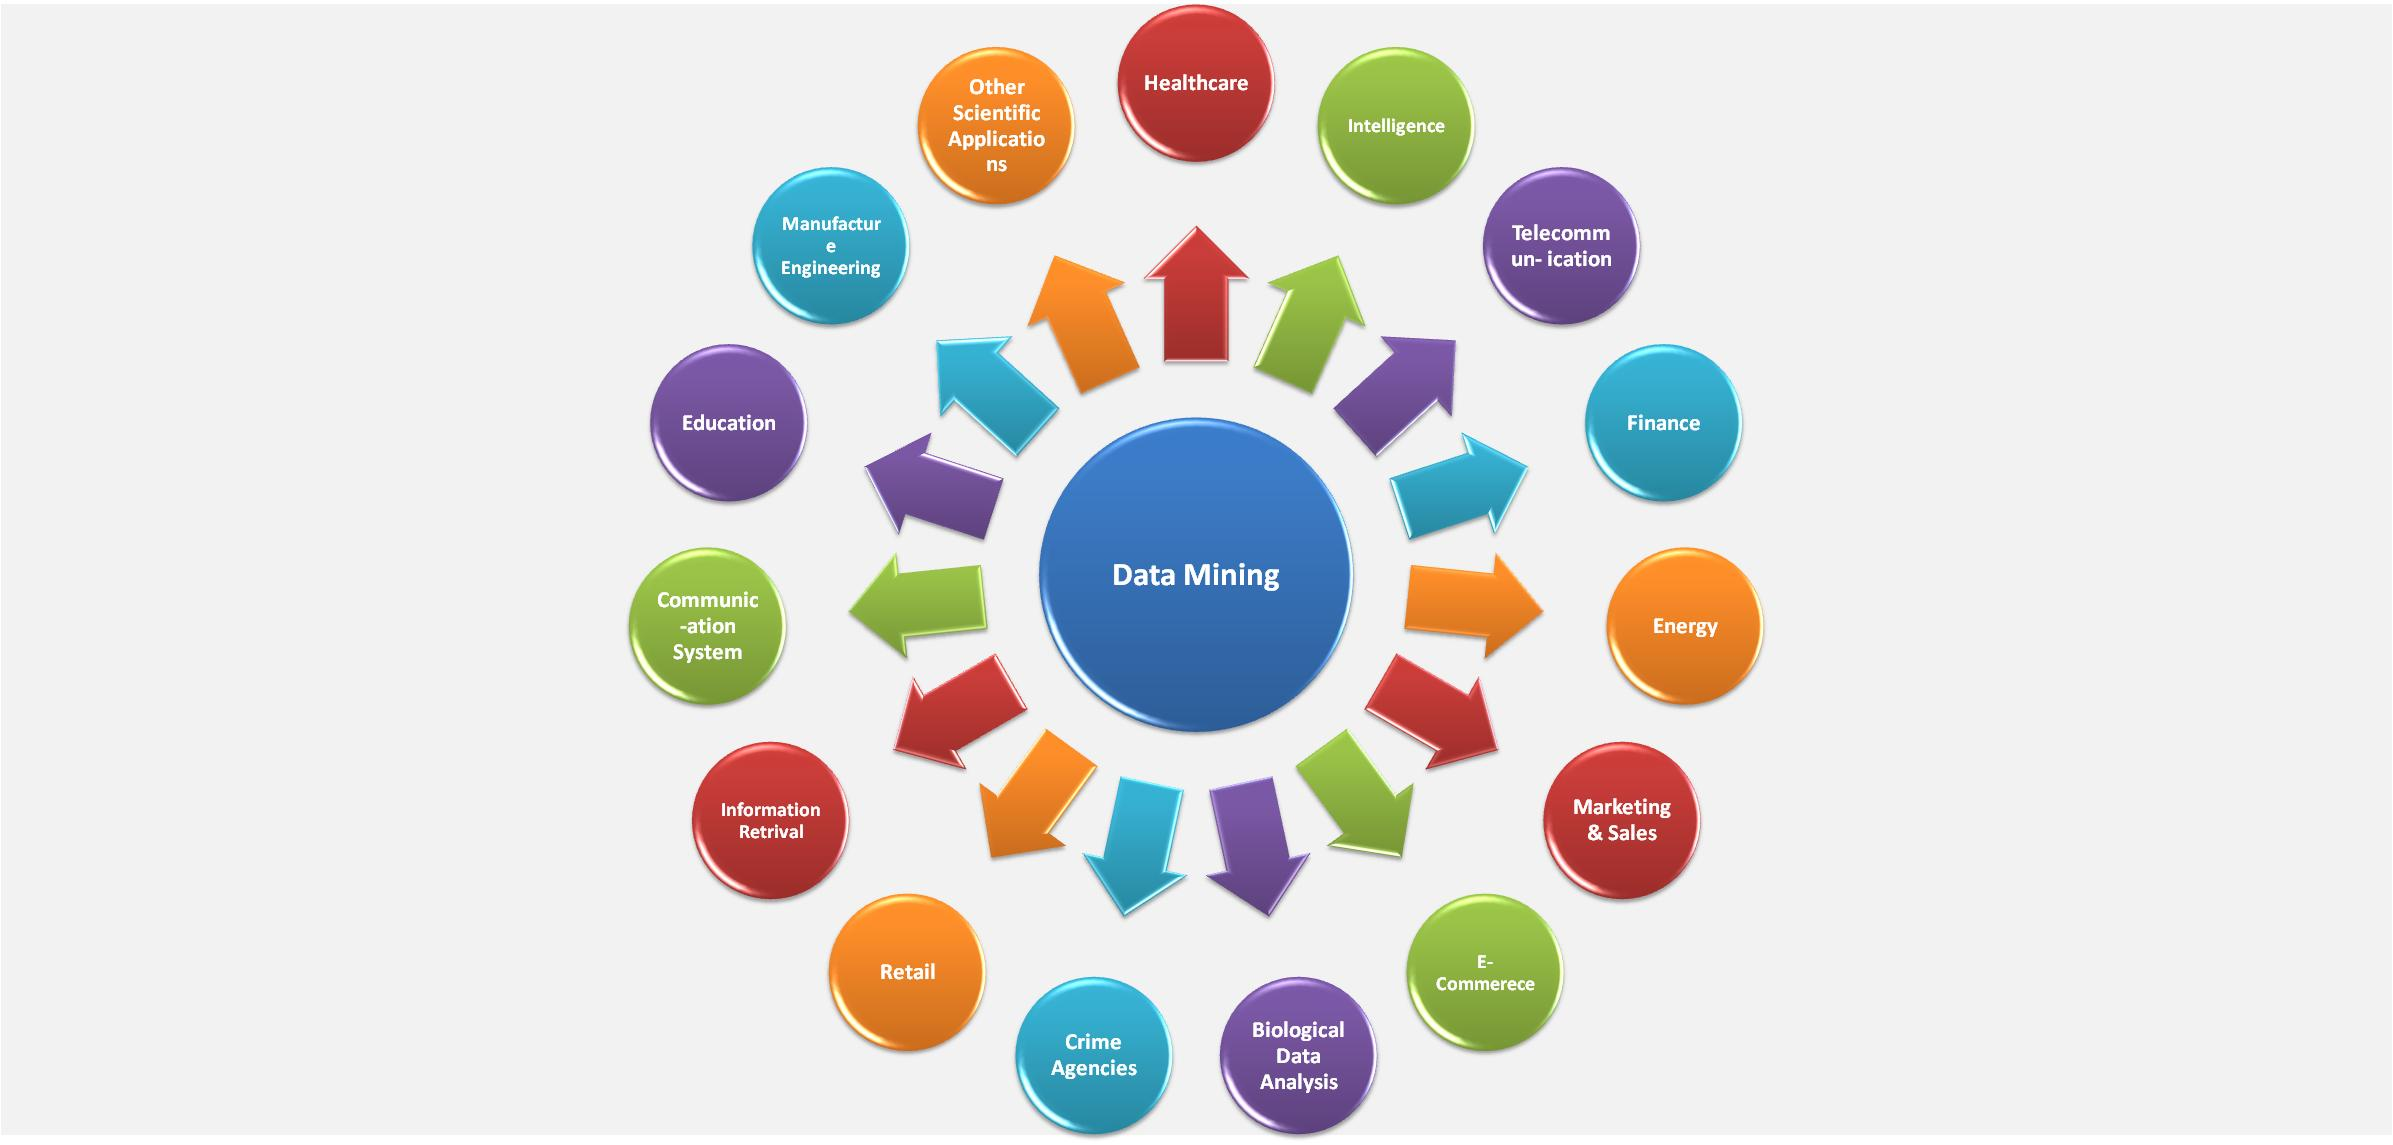 Healthcare
Intelligence
Telecomm
un- ication
Finance
Energy
Marketing
& Sales
E-
Commerece
Biological
Data
Analysis
Crime
Agencies
Retail
Information
Retrival
Communic
-ation
System
Education
Manufactur
e
Engineering
Other
Scientific
Applicatio
ns
Data Mining